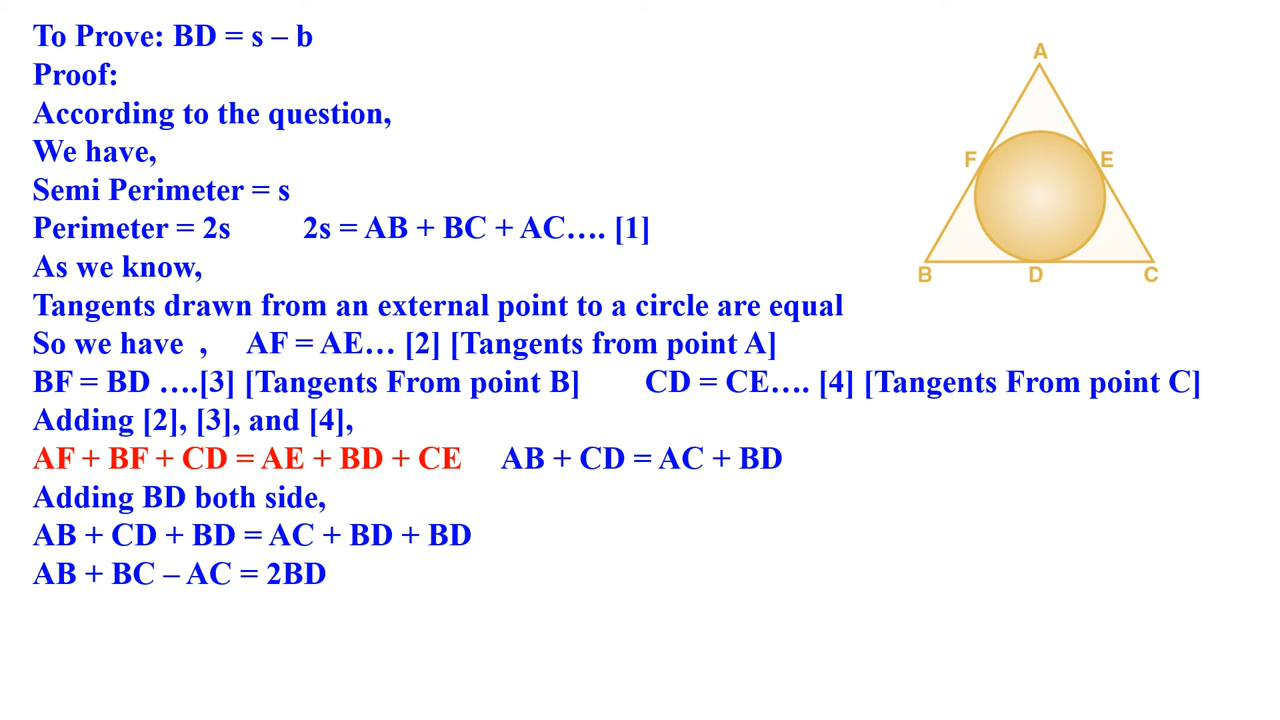 To Prove: BD = s – b
Proof:
According to the question,
We have,
Semi Perimeter = s
Perimeter = 2s 2s = AB + BC + AC…. [1]
As we know,
Tangents drawn from an external point to a circle are equal
So we have , AF = AE… [2] [Tangents from point A]
BF = BD ….[3] [Tangents From point B] CD = CE…. [4] [Tangents From point C]
Adding [2], [3], and [4],
AF + BF + CD = AE + BD + CE AB + CD = AC + BD
Adding BD both side,
AB + CD + BD = AC + BD + BD
AB + BC – AC = 2BD
A
F E
B D C